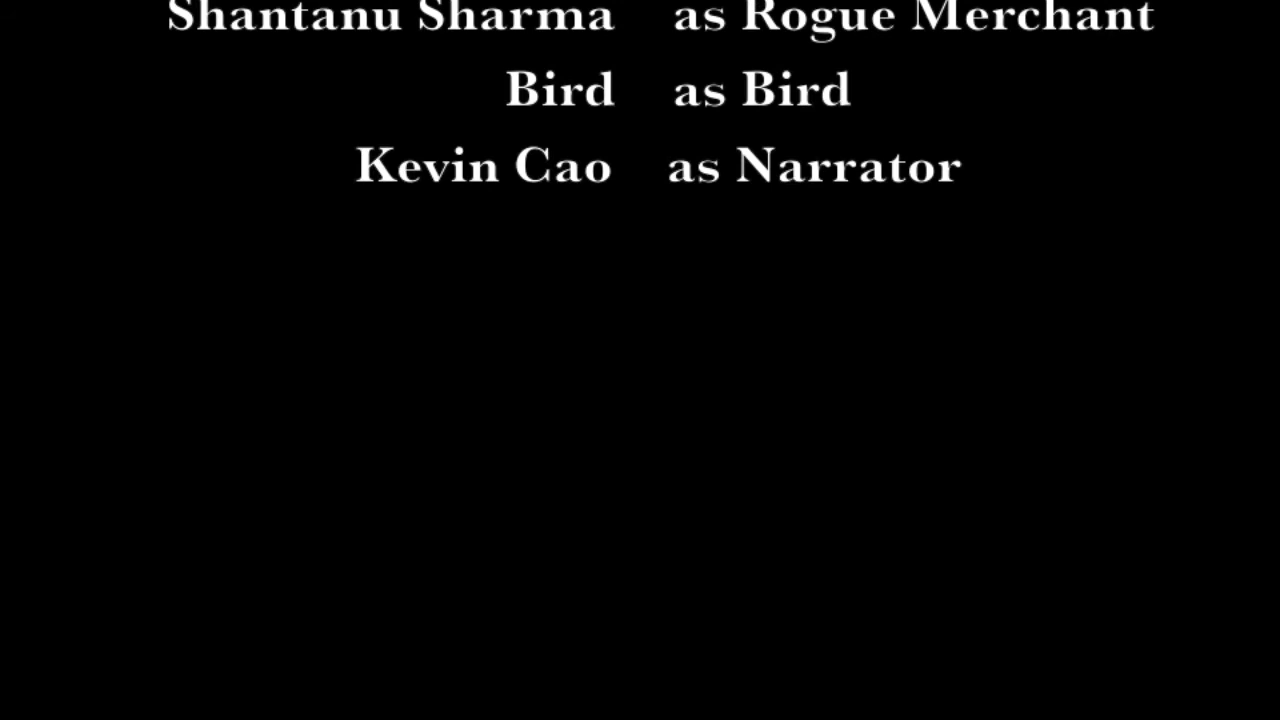 Shantanu Sharma as Rogue Merchant
Bird as Bird
Kevin Cao as Narrator